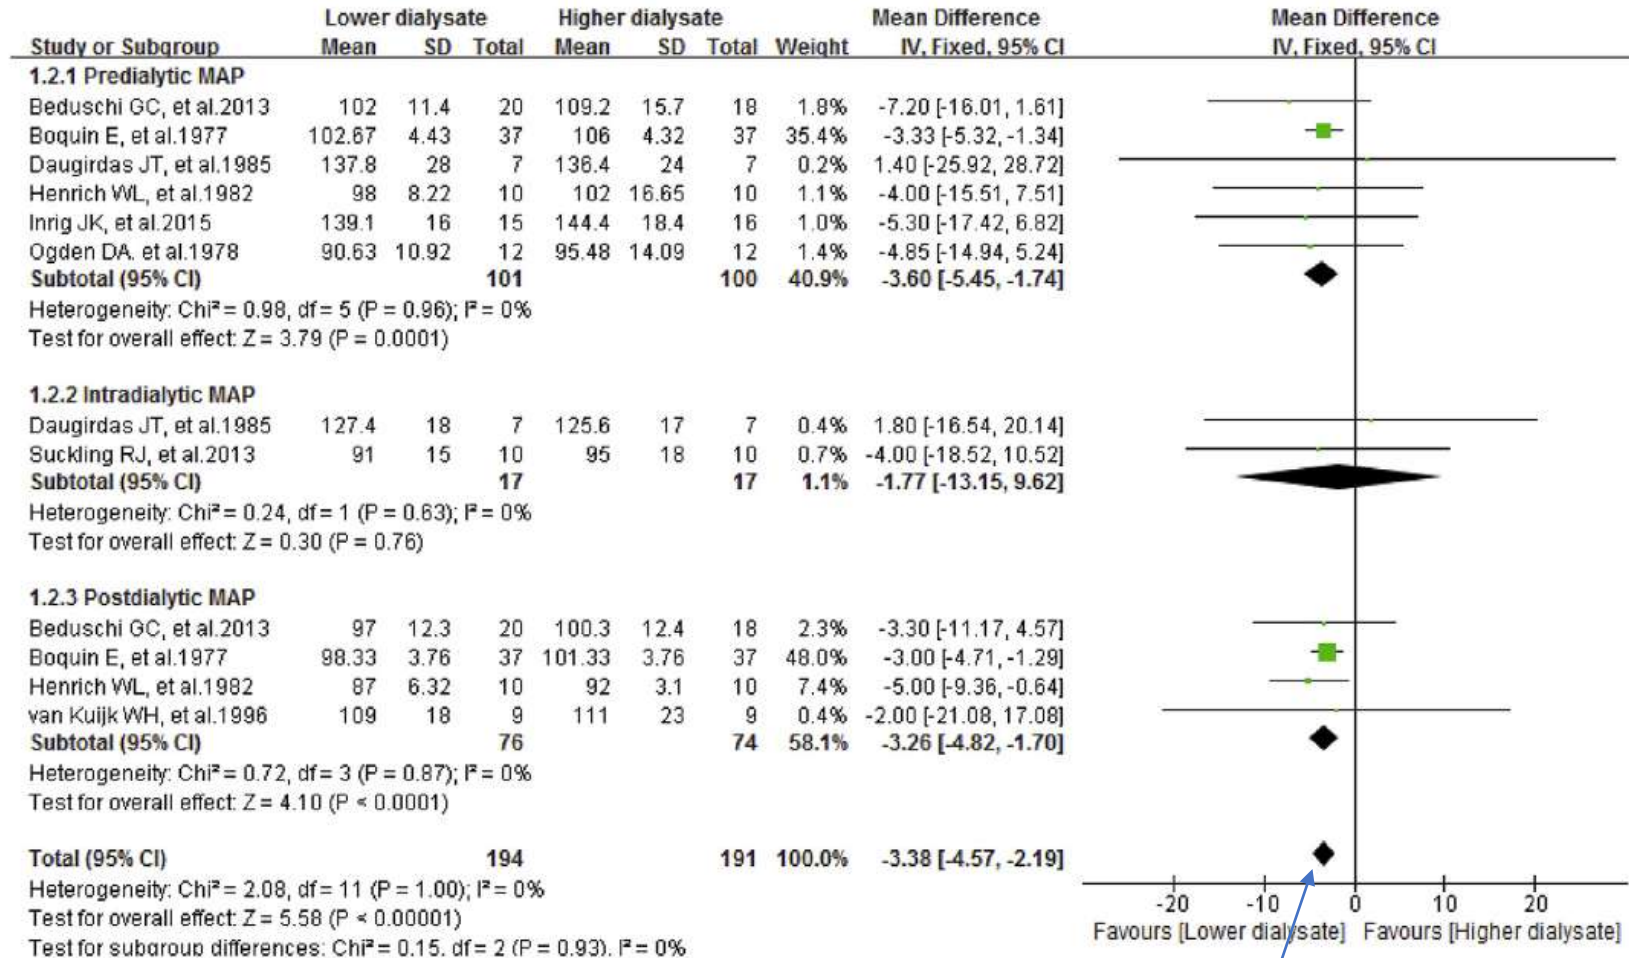 Lower dialysate Higher dialysate Mean Difference Mean Difference
Study or Subgroup Mean SD Total Mean SD Total Weight IV, Fixed, 95% CI IV, Fixed, 95% CI
1.2.1 Predialytic MAP
Beduschi GC, et al.2013 102 11.4 20 109.2 15.7 18 1.8% -7.20 [-16.01, 1.61]
Boquin E, et al.1977 102.67 4.43 37 106 4.32 37 35.4% -3.33 [-5.32, -1.34]
Daugirdas JT, et al.1985 137.8 28 7 136.4 24 7 0.2% 1.40 [-25.92, 28.72]
Henrich WL, et al.1982 98 8.22 10 102 16.65 10 1.1% -4.00 [-15.51, 7.51]
Inrig JK, et al.2015 139.1 16 15 144.4 18.4 16 1.0% -5.30 [-17.42, 6.82]
Ogden DA. et al.1978 90.63 10.92 12 95.48 14.09 12 1.4% -4.85 [-14.94, 5.24]
Subtotal (95% CI) 101 100 40.9% -3.60 [-5.45, -1.74]
Heterogeneity: Chi² = 0.98, df = 5 (P = 0.96); I² = 0%
Test for overall effect: Z = 3.79 (P = 0.0001)
1.2.2 Intradialytic MAP
Daugirdas JT, et al.1985 127.4 18 7 125.6 17 7 0.4% 1.80 [-16.54, 20.14]
Suckling RJ, et al.2013 91 15 10 95 18 10 0.7% -4.00 [-18.52, 10.52]
Subtotal (95% CI) 17 17 1.1% -1.77 [-13.15, 9.62]
Heterogeneity: Chi² = 0.24, df = 1 (P = 0.63); I² = 0%
Test for overall effect: Z = 0.30 (P = 0.76)
1.2.3 Postdialytic MAP
Beduschi GC, et al.2013 97 12.3 20 100.3 12.4 18 2.3% -3.30 [-11.17, 4.57]
Boquin E, et al.1977 98.33 3.76 37 101.33 3.76 37 48.0% -3.00 [-4.71, -1.29]
Henrich WL, et al.1982 87 6.32 10 92 3.1 10 7.4% -5.00 [-9.36, -0.64]
van Kuijk WH, et al.1996 109 18 9 111 23 9 0.4% -2.00 [-21.08, 17.08]
Subtotal (95% CI) 76 74 58.1% -3.26 [-4.82, -1.70]
Heterogeneity: Chi² = 0.72, df = 3 (P = 0.87); I² = 0%
Test for overall effect: Z = 4.10 (P < 0.0001)
Total (95% CI) 194 191 100.0% -3.38 [-4.57, -2.19]
Heterogeneity: Chi² = 2.08, df = 11 (P = 1.00); I² = 0%
-20 -10 0 10 20
Test for overall effect: Z = 5.58 (P < 0.00001)
Favours [Lower dialysate] Favours [Higher dialysate]
Test for subgroup differences: Chi² = 0.15. df = 2 (P = 0.93). I² = 0%